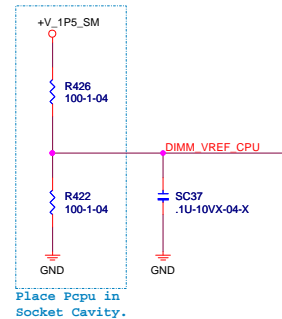 +V_1P5_SM
R426
100-1-04
DIMM_VREF_CPU
R422
100-1-04
SC37
.1U-10VX-04-X
GND
GND
Place Pcpu in
Socket Cavity.